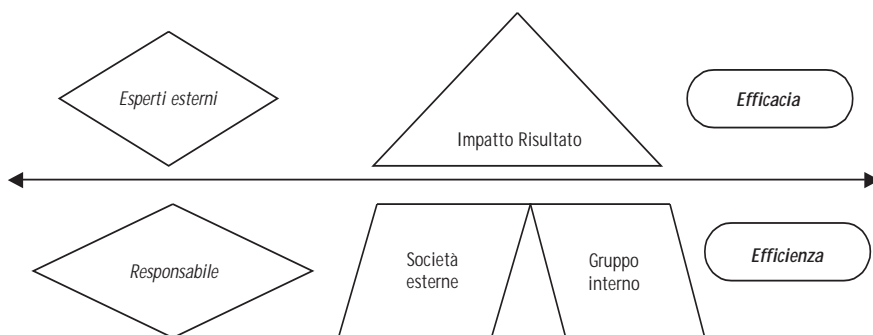 Esperti esterni
Impatto Risultato
Efficacia
Responsabile
Società
esterne
Gruppo
interno
Efficienza